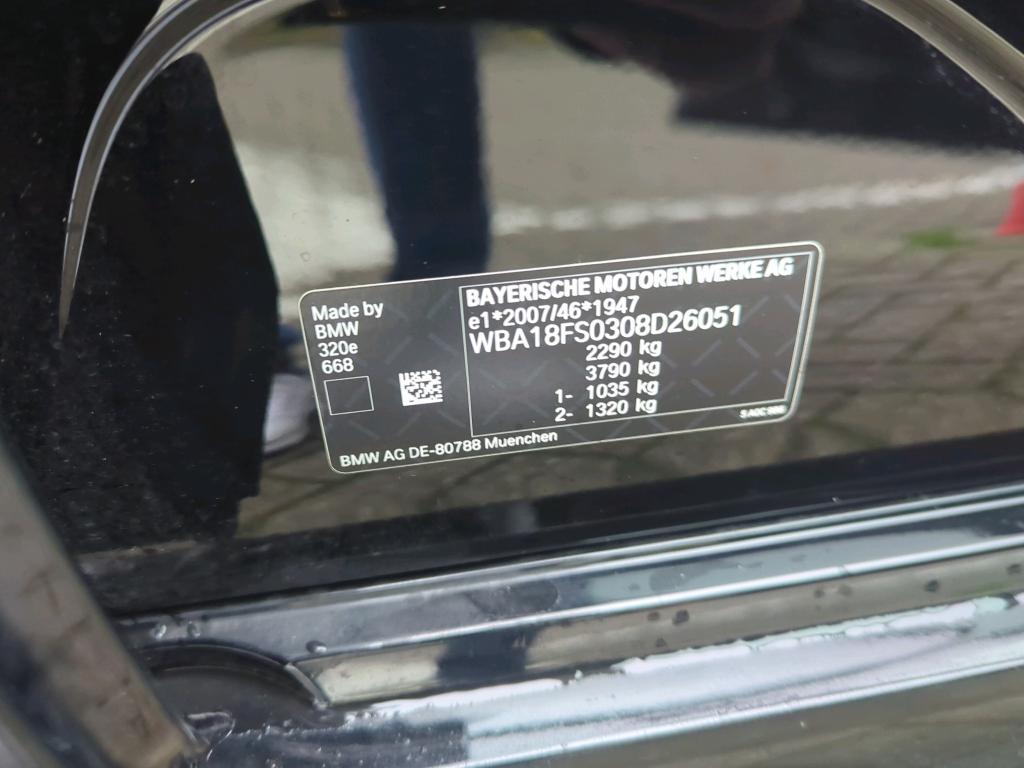 Made by
BMW
320e
668
BMW AG DE-80788 Muenchen
BAYERISCHE MOTOREN WERKE AG
e1*2007/46*1947
WBA18FS0308D26051
2290 kg
3790 kg
1- 1035 kg
2- 1320 kg